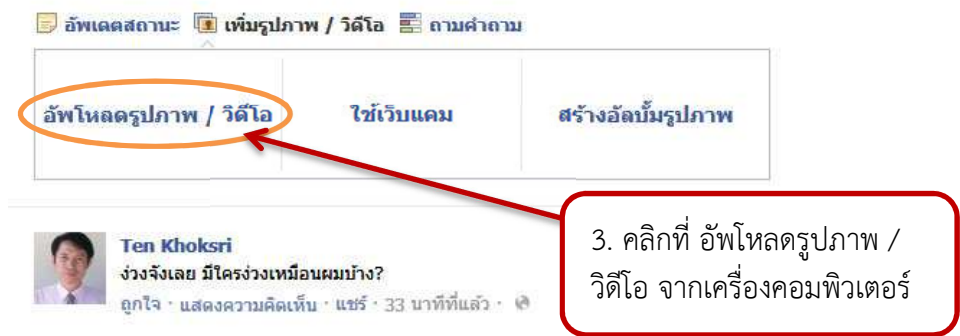 อัพเดตสถานะ เพิ่มรูปภาพ / วิดีโอ ถามคำถาม
อัพโหลดรูปภาพ / วิดีโอ ใช้เว็บแคม สร้างอัลบั้มรูปภาพ
3. คลิกที่ อัพโหลดรูปภาพ /
วิดีโอ จากเครื่องคอมพิวเตอร์
Ten Khoksri
ง่วงจังเลย มีใครง่วงเหมือนผมบ้าง?
ถูกใจ · แสดงความคิดเห็น · แชร์ · 33 นาทีที่แล้ว ·